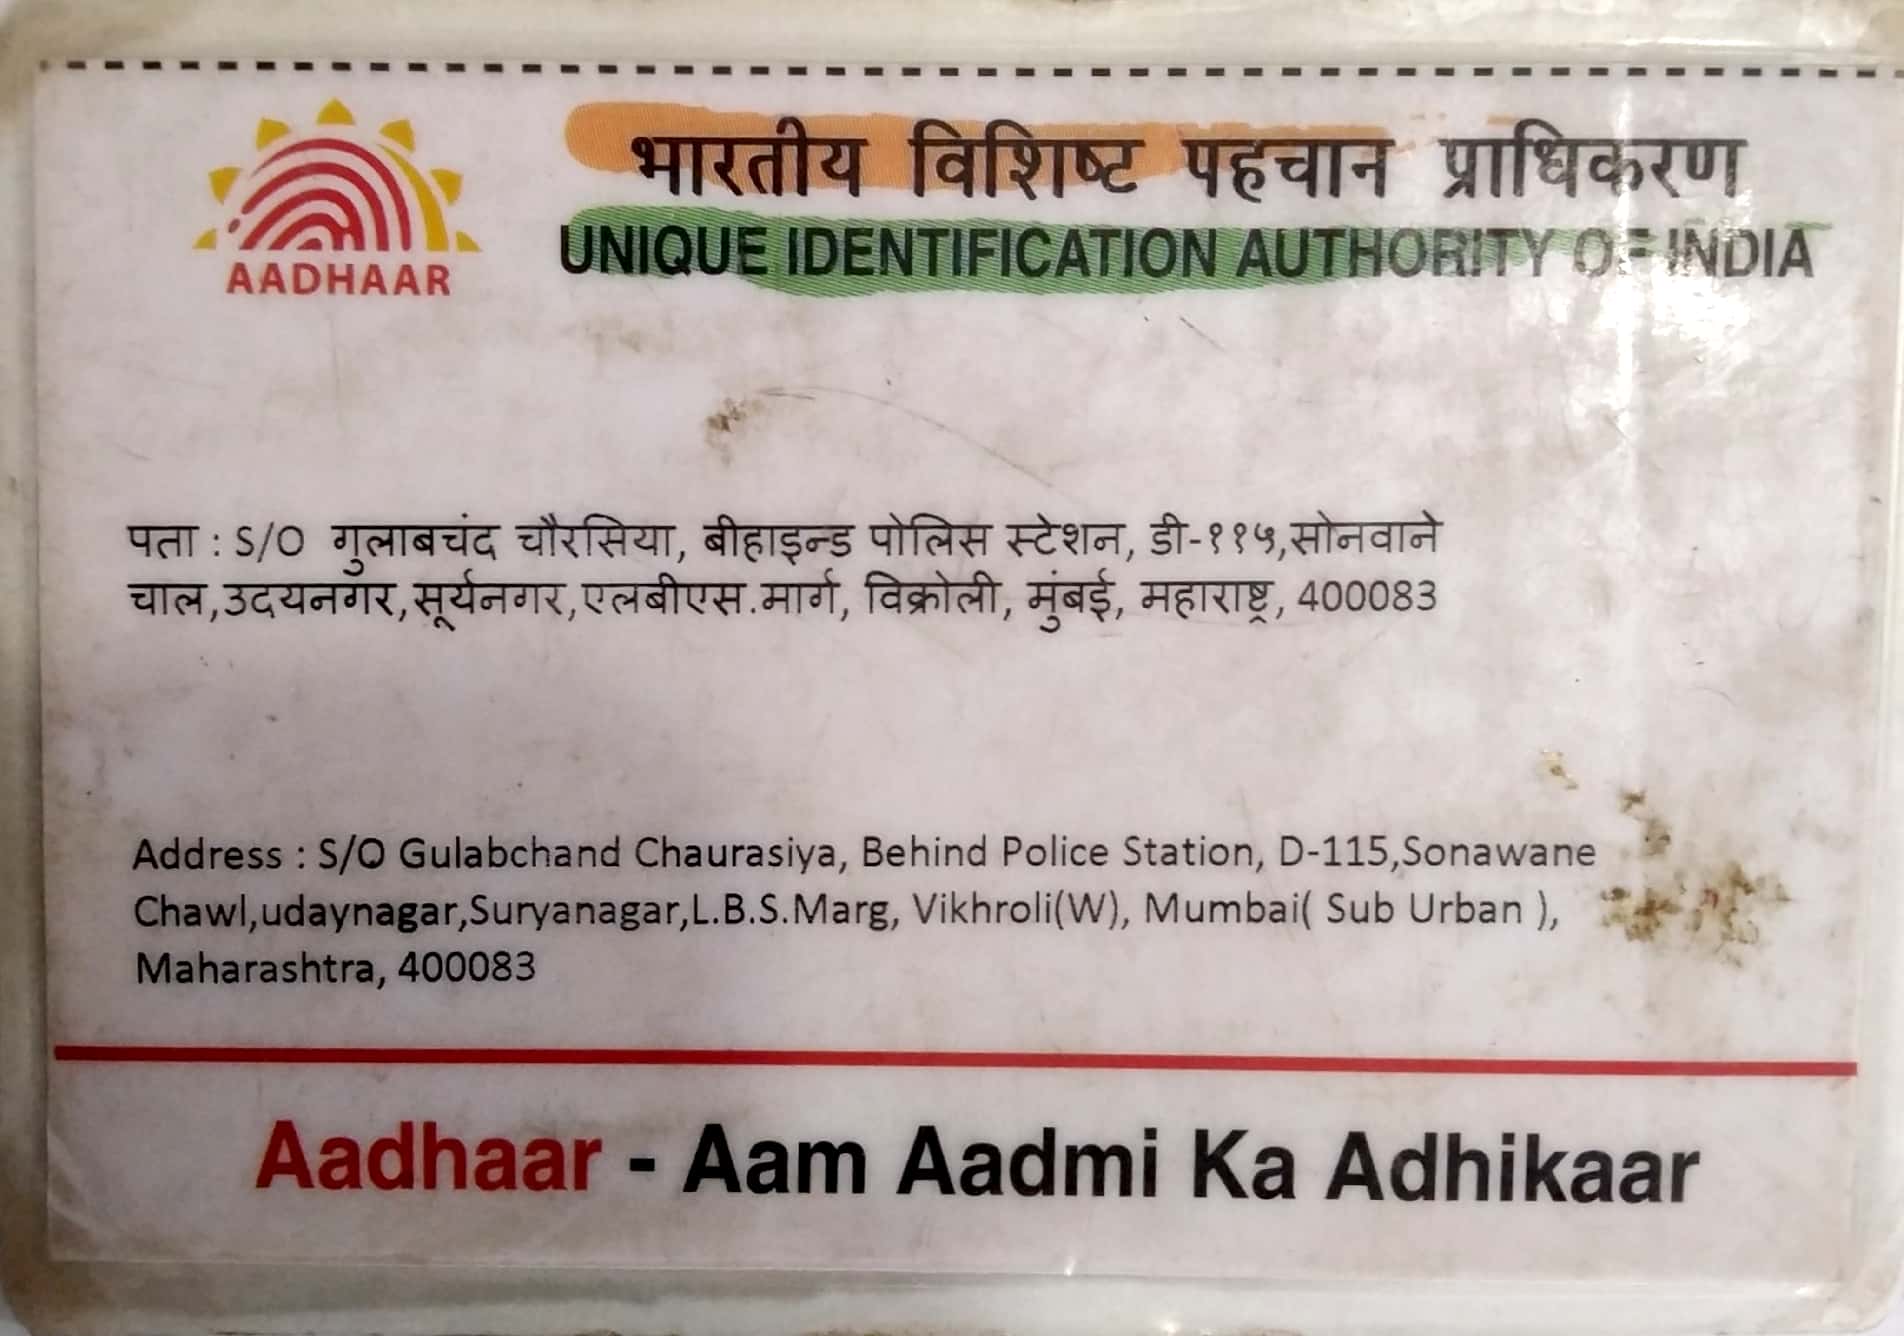 AADHAAR
भारतीय विशिष्ट पहचान प्राधिकरण
UNIQUE IDENTIFICATION AUTHORITY OF INDIA
पता : S/O गुलाबचंद चौरसिया, बीहाइन्ड पोलिस स्टेशन, डी-११५,सोनवाने
चाल,उदयनगर,सूर्यनगर,एलबीएस.मार्ग, विक्रोली, मुंबई, महाराष्ट्र, 400083
Address : S/O Gulabchand Chaurasiya, Behind Police Station, D-115,Sonawane
Chawl,udaynagar,Suryanagar,L.B.S.Marg, Vikhroli(W), Mumbai( Sub Urban ),
Maharashtra, 400083
Aadhaar - Aam Aadmi Ka Adhikaar